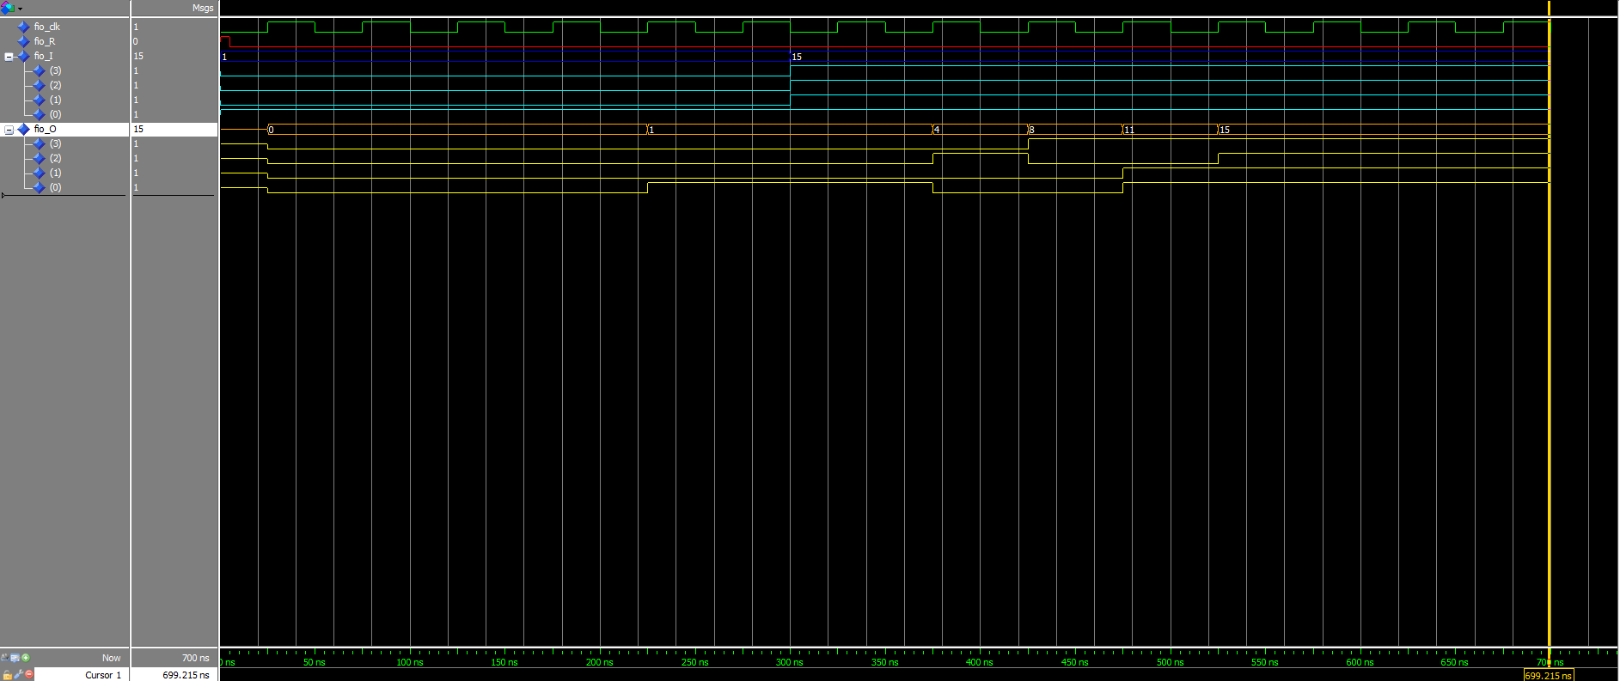 Msgs
fio_clk 1
fio_R 0
fio_I 15 1 15
(3) 1
(2) 1
(1) 1
(0) 1
fio_O 15 0 1 4 8 11 15
(3) 1
(2) 1
(1) 1
(0) 1
Now 700 ns 0 ns 50 ns 100 ns 150 ns 200 ns 250 ns 300 ns 350 ns 400 ns 450 ns 500 ns 550 ns 600 ns 650 ns 700 ns
Cursor 1 699.215 ns 699.215 ns